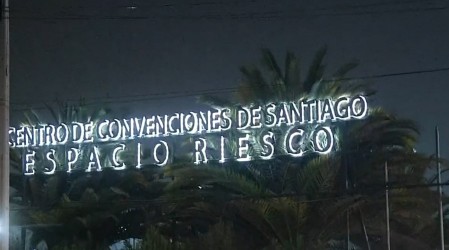 CENTRO DE CONVENCIONES DE SANTIAGO
ESPACIO RIESCO